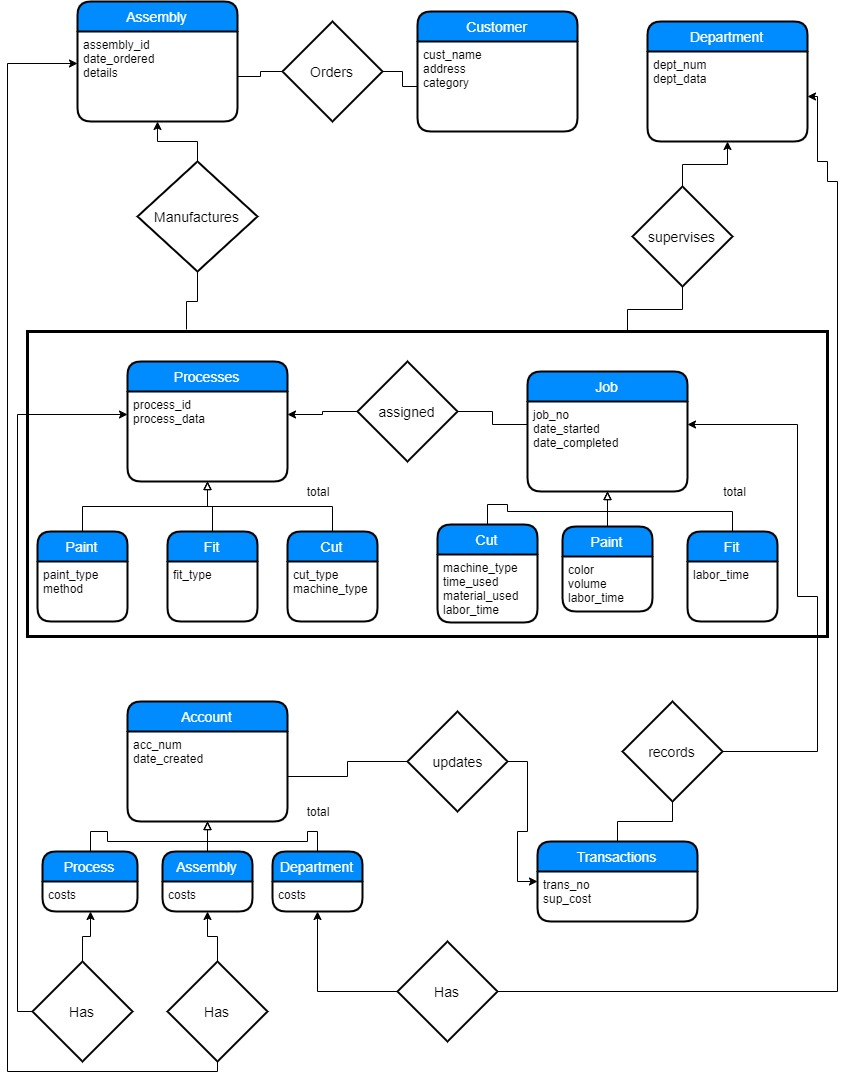 Assembly
assembly_id
date_ordered
details
Orders
Customer
cust_name
address
category
Department
dept_num
dept_data
Manufactures
supervises
Processes
process_id
process_data
assigned
Job
job_no
date_started
date_completed
total
total
Paint
paint_type
method
Fit
fit_type
Cut
cut_type
machine_type
Cut
machine_type
time_used
material_used
labor_time
Paint
color
volume
labor_time
Fit
labor_time
Account
acc_num
date_created
updates
records
total
Process
costs
Assembly
costs
Department
costs
Transactions
trans_no
sup_cost
Has
Has
Has